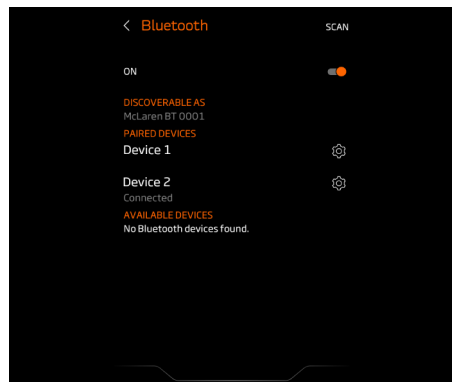 Bluetooth SCAN
ON
DISCOVERABLE AS
McLaren BT 0001
PAIRED DEVICES
Device 1
Device 2
Connected
AVAILABLE DEVICES
No Bluetooth devices found.